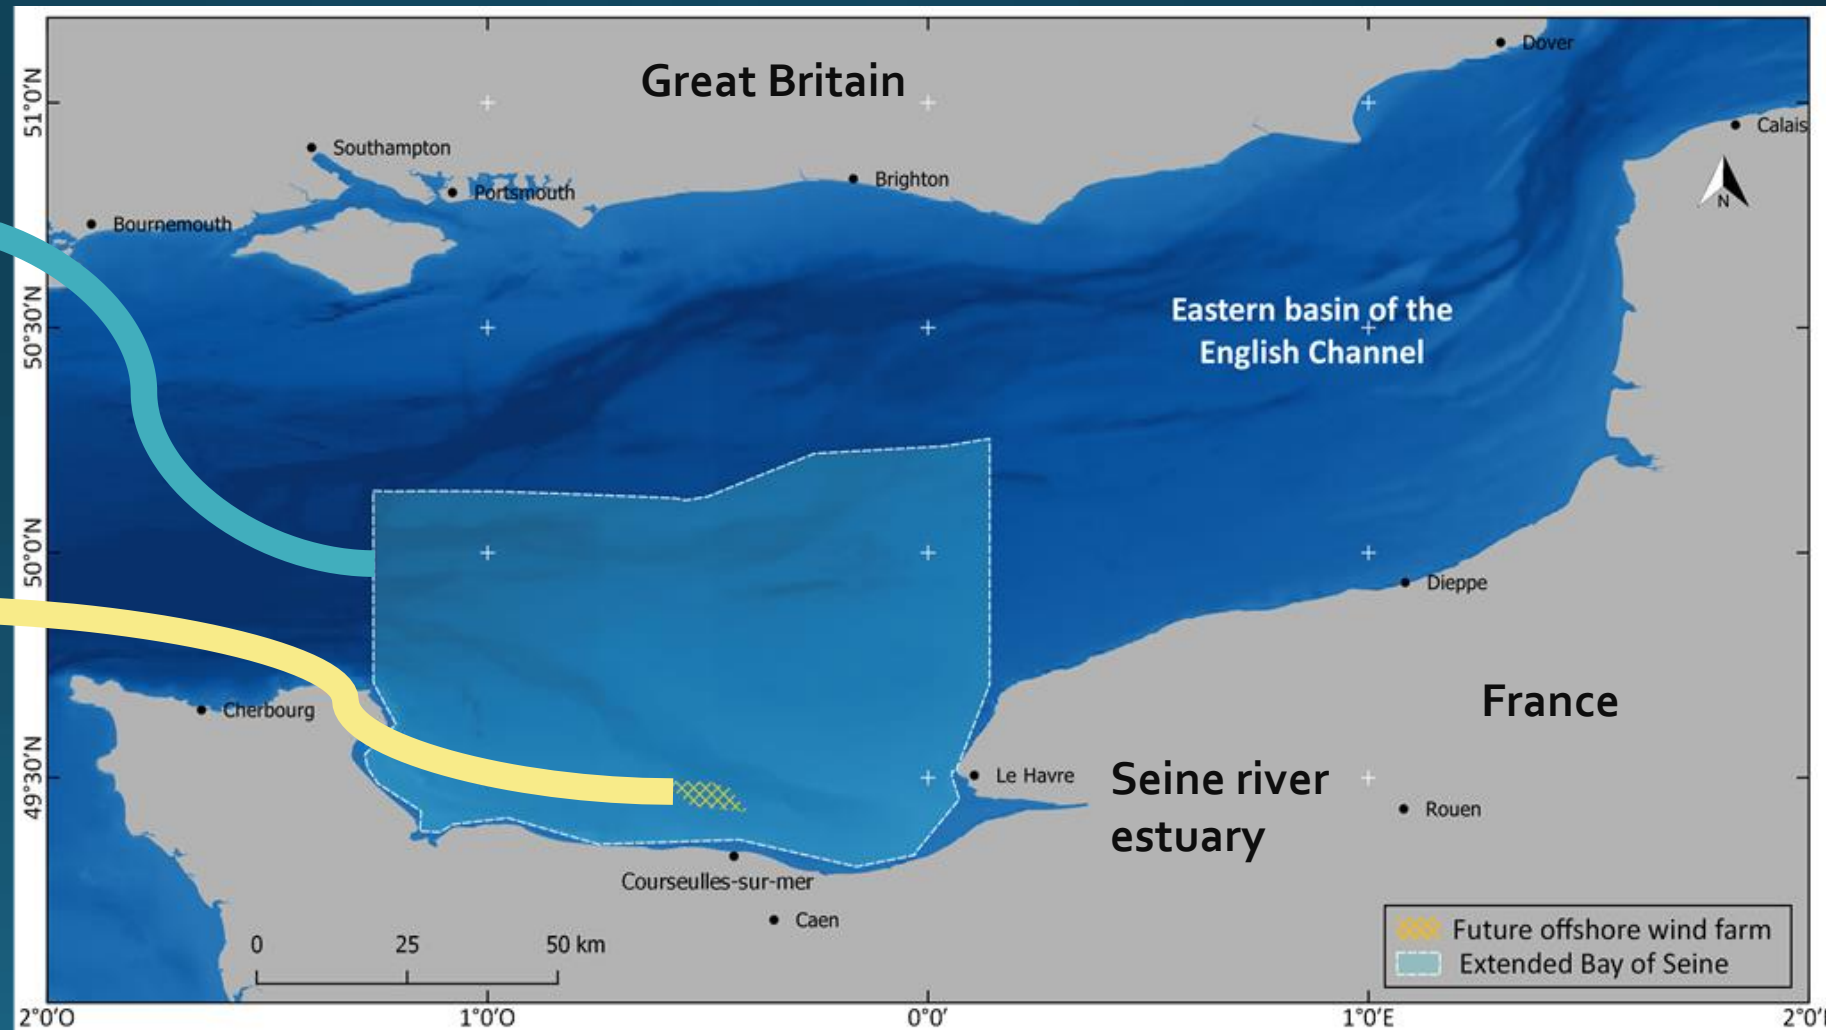 Great Britain
Dover
Calais
Southampton
Portsmouth
Brighton
Bournemouth
N
Eastern basin of the
English Channel
51°0'N
50°30'N
50°0'N
49°30'N
Dieppe
Cherbourg
France
Le Havre
Seine river
estuary
Rouen
Courseulles-sur-mer
Caen
0 25 50 km
Future offshore wind farm
Extended Bay of Seine
2°0'O 1°0'O 0°0' 1°0'E 2°0'